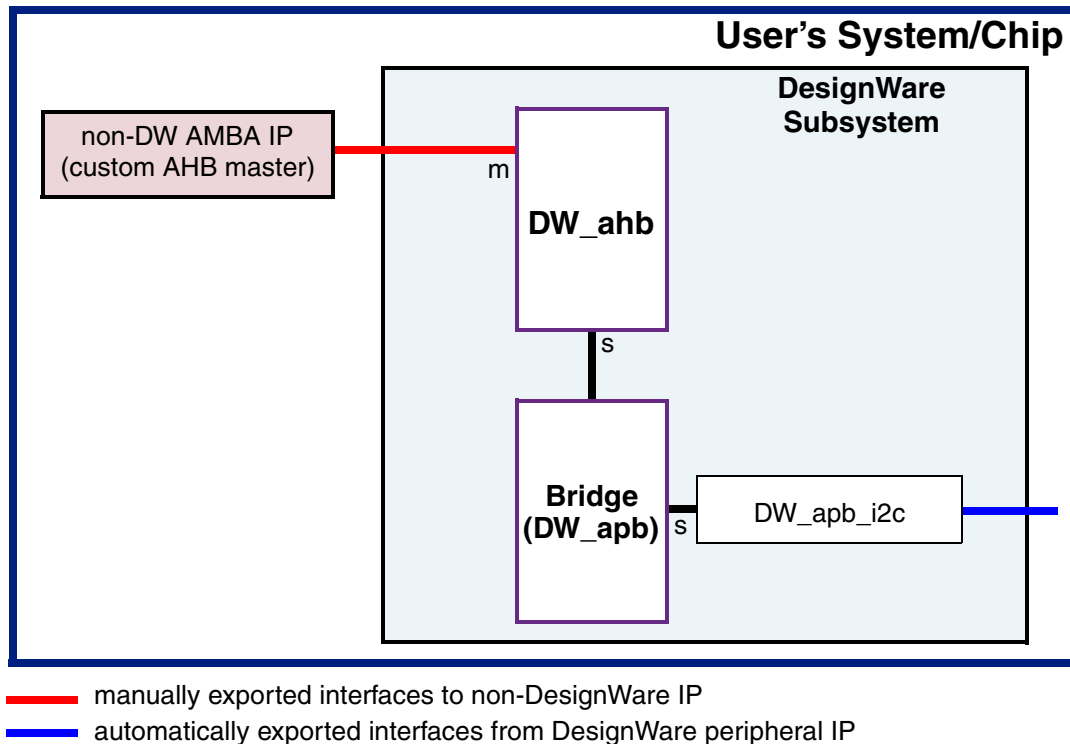 User’s System/Chip
DesignWare
Subsystem
non-DW AMBA IP
(custom AHB master)
m
DW_ahb
s
Bridge
(DW_apb)
s
DW_apb_i2c
manually exported interfaces to non-DesignWare IP
automatically exported interfaces from DesignWare peripheral IP